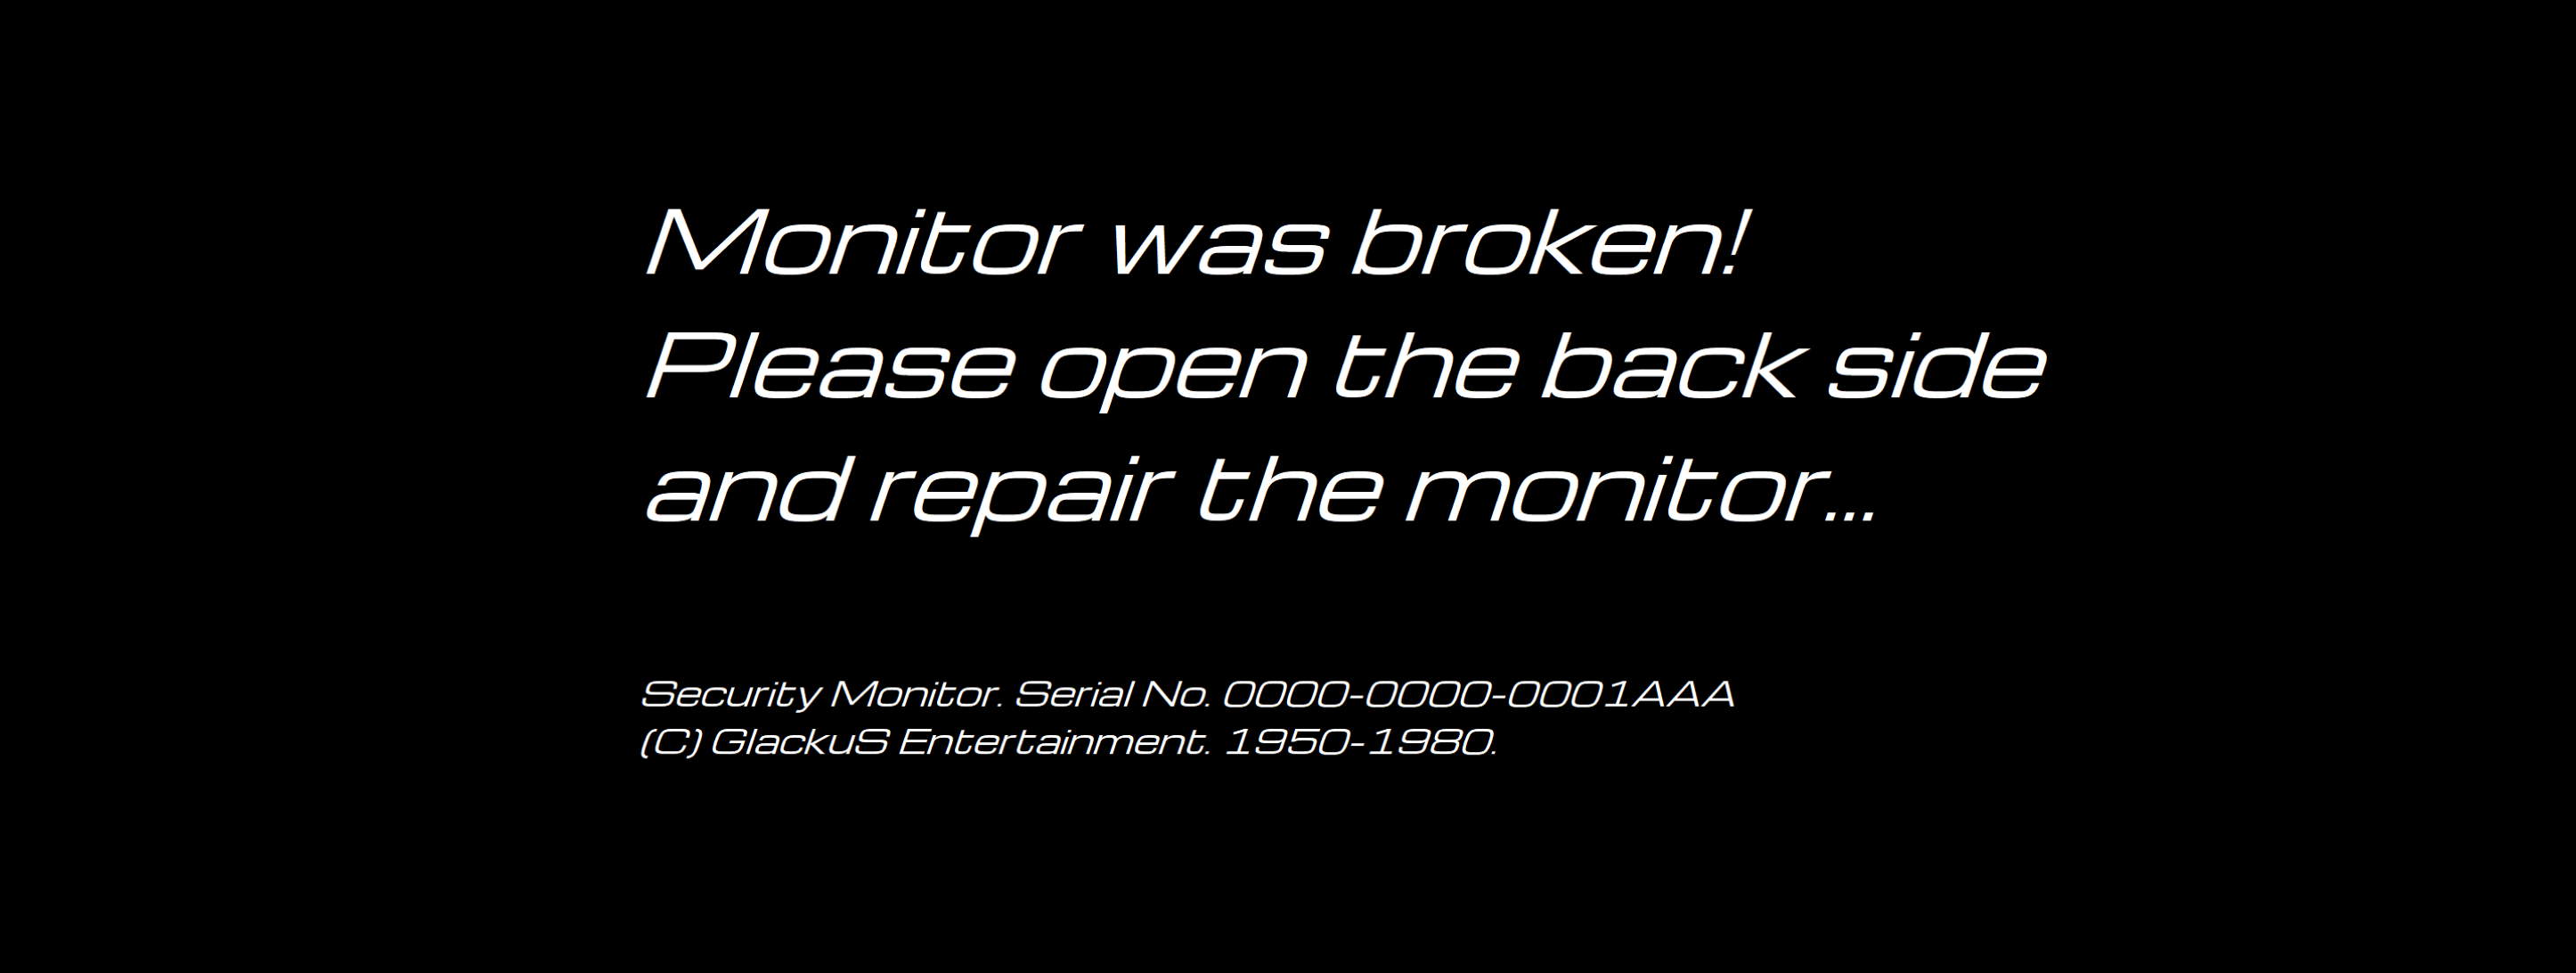 Monitor was broken!
Please open the back side
and repair the monitor...
Security Monitor. Serial No. 0000-0000-0001AAA
(C) GlackuS Entertainment. 1950-1980.